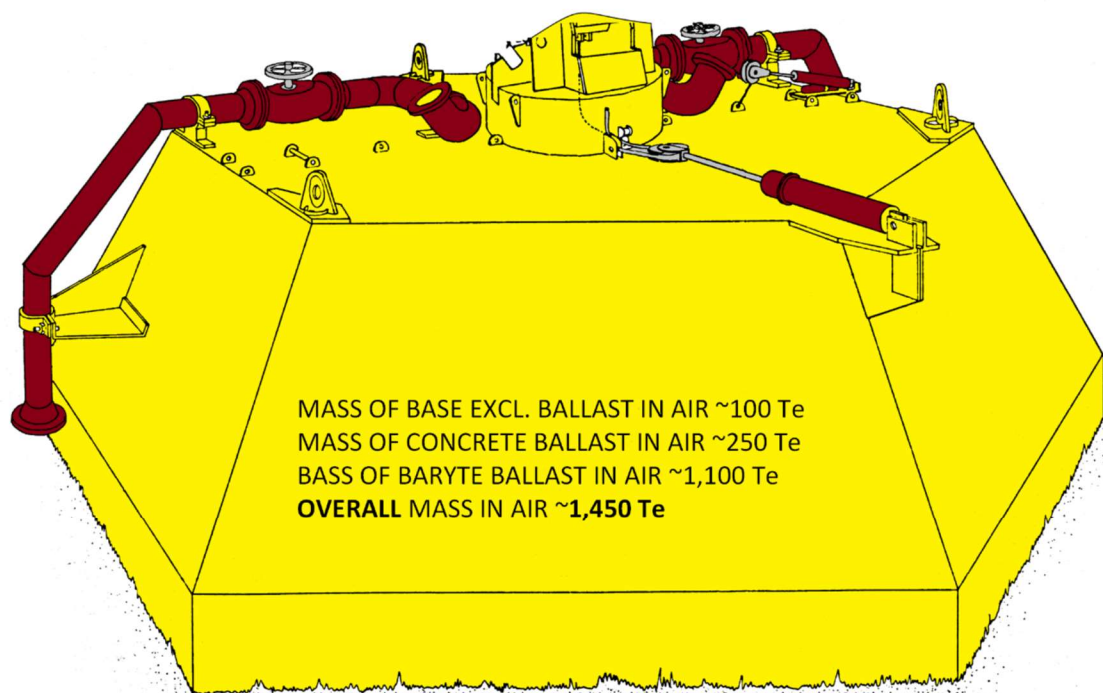 MASS OF BASE EXCL. BALLAST IN AIR ~100 Te
MASS OF CONCRETE BALLAST IN AIR ~250 Te
BASS OF BARYTE BALLAST IN AIR ~1,100 Te
OVERALL MASS IN AIR ~1,450 Te